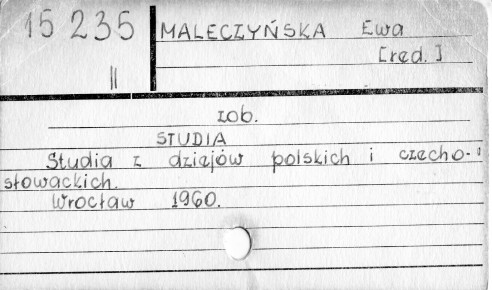 15 235
II
MALECZYŃSKA Ewa
[red.]
zob.
STUDIA
Studia z dziejów polskich i czecho-
słowackich.
Wrocław 1960.